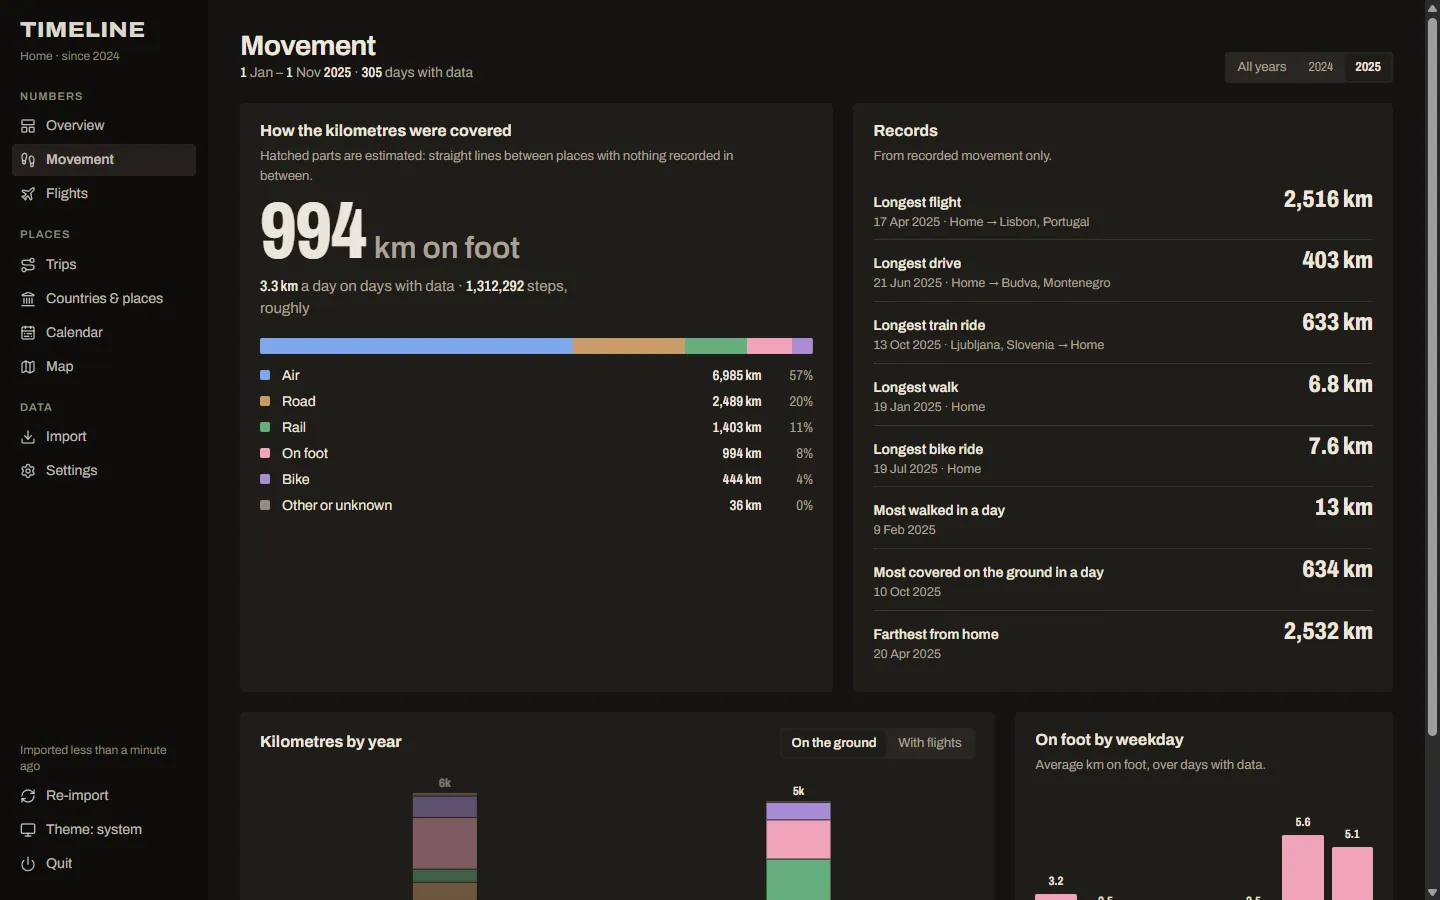 TIMELINE
Home · since 2024
NUMBERS
Overview
Movement
Flights
PLACES
Trips
Countries & places
Calendar
Map
DATA
Import
Settings
Imported less than a minute
ago
Re-import
Theme: system
Quit
Movement
1 Jan – 1 Nov 2025 · 305 days with data
All years 2024 2025
How the kilometres were covered
Hatched parts are estimated: straight lines between places with nothing recorded in
between.
994 km on foot
3.3 km a day on days with data · 1,312,292 steps,
roughly
Air 6,985 km 57%
Road 2,489 km 20%
Rail 1,403 km 11%
On foot 994 km 8%
Bike 444 km 4%
Other or unknown 36 km 0%
Records
From recorded movement only.
Longest flight 2,516 km
17 Apr 2025 · Home → Lisbon, Portugal
Longest drive 403 km
21 Jun 2025 · Home → Budva, Montenegro
Longest train ride 633 km
13 Oct 2025 · Ljubljana, Slovenia → Home
Longest walk 6.8 km
19 Jan 2025 · Home
Longest bike ride 7.6 km
19 Jul 2025 · Home
Most walked in a day 13 km
9 Feb 2025
Most covered on the ground in a day 634 km
10 Oct 2025
Farthest from home 2,532 km
20 Apr 2025
Kilometres by year
On the ground With flights
6k 5k
On foot by weekday
Average km on foot, over days with data.
5.6
5.1
3.2